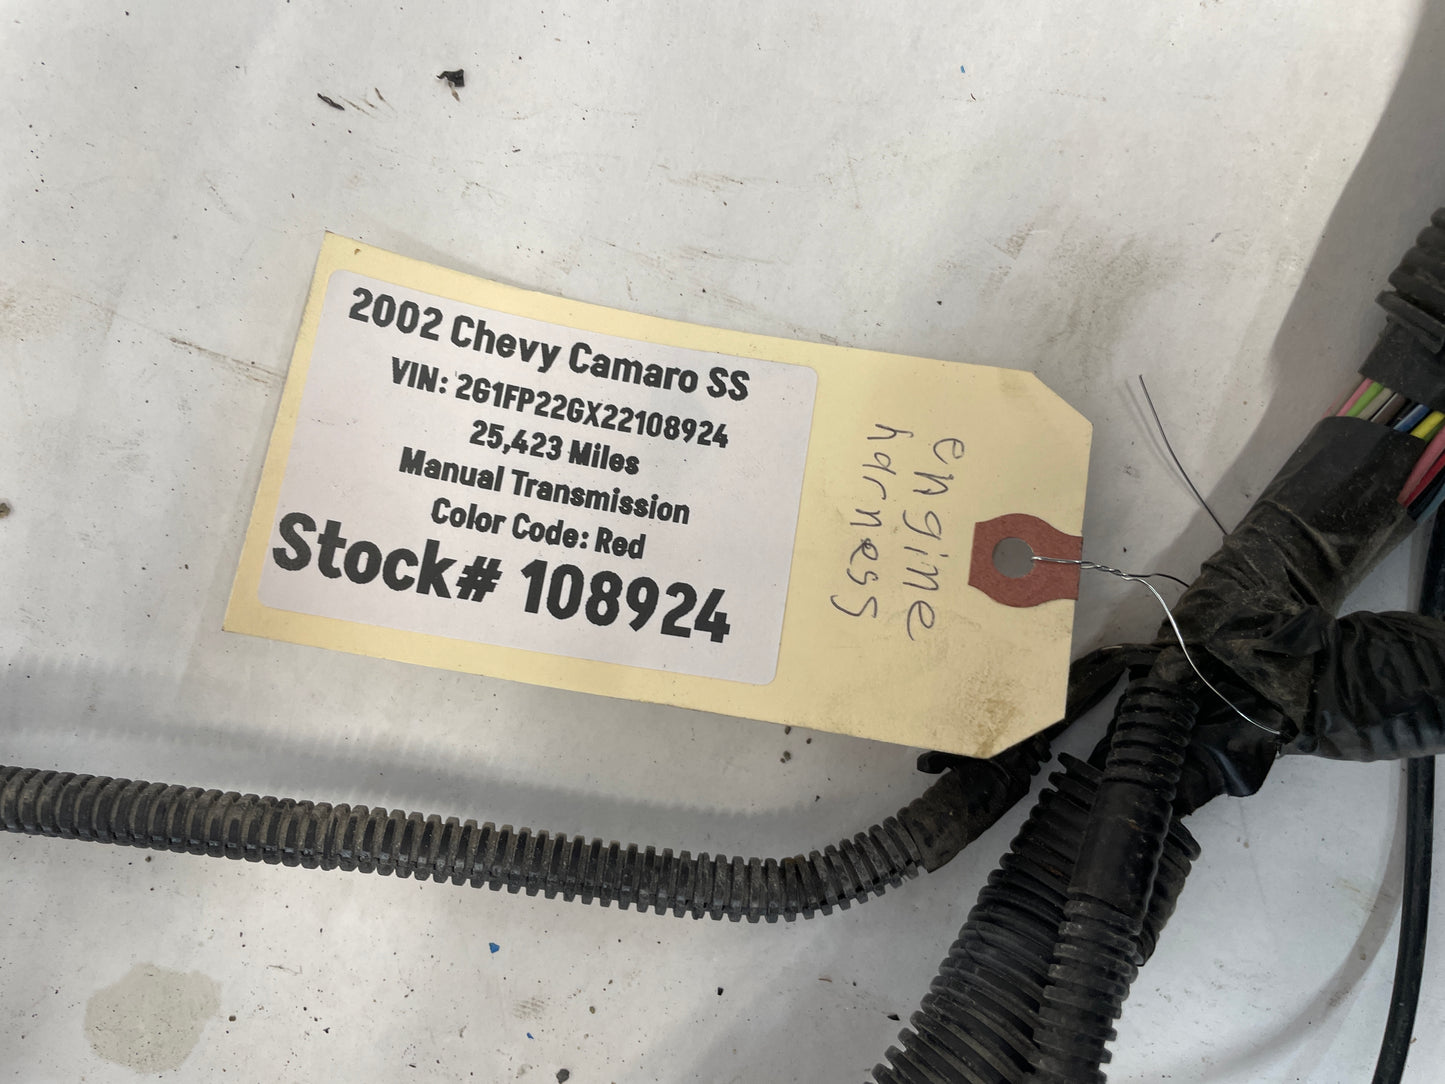 2002 Chevy Camaro SS
VIN: 2G1FP22GX22108924
25,423 Miles
Manual Transmission
Color Code: Red
Stock# 108924
engine
harness